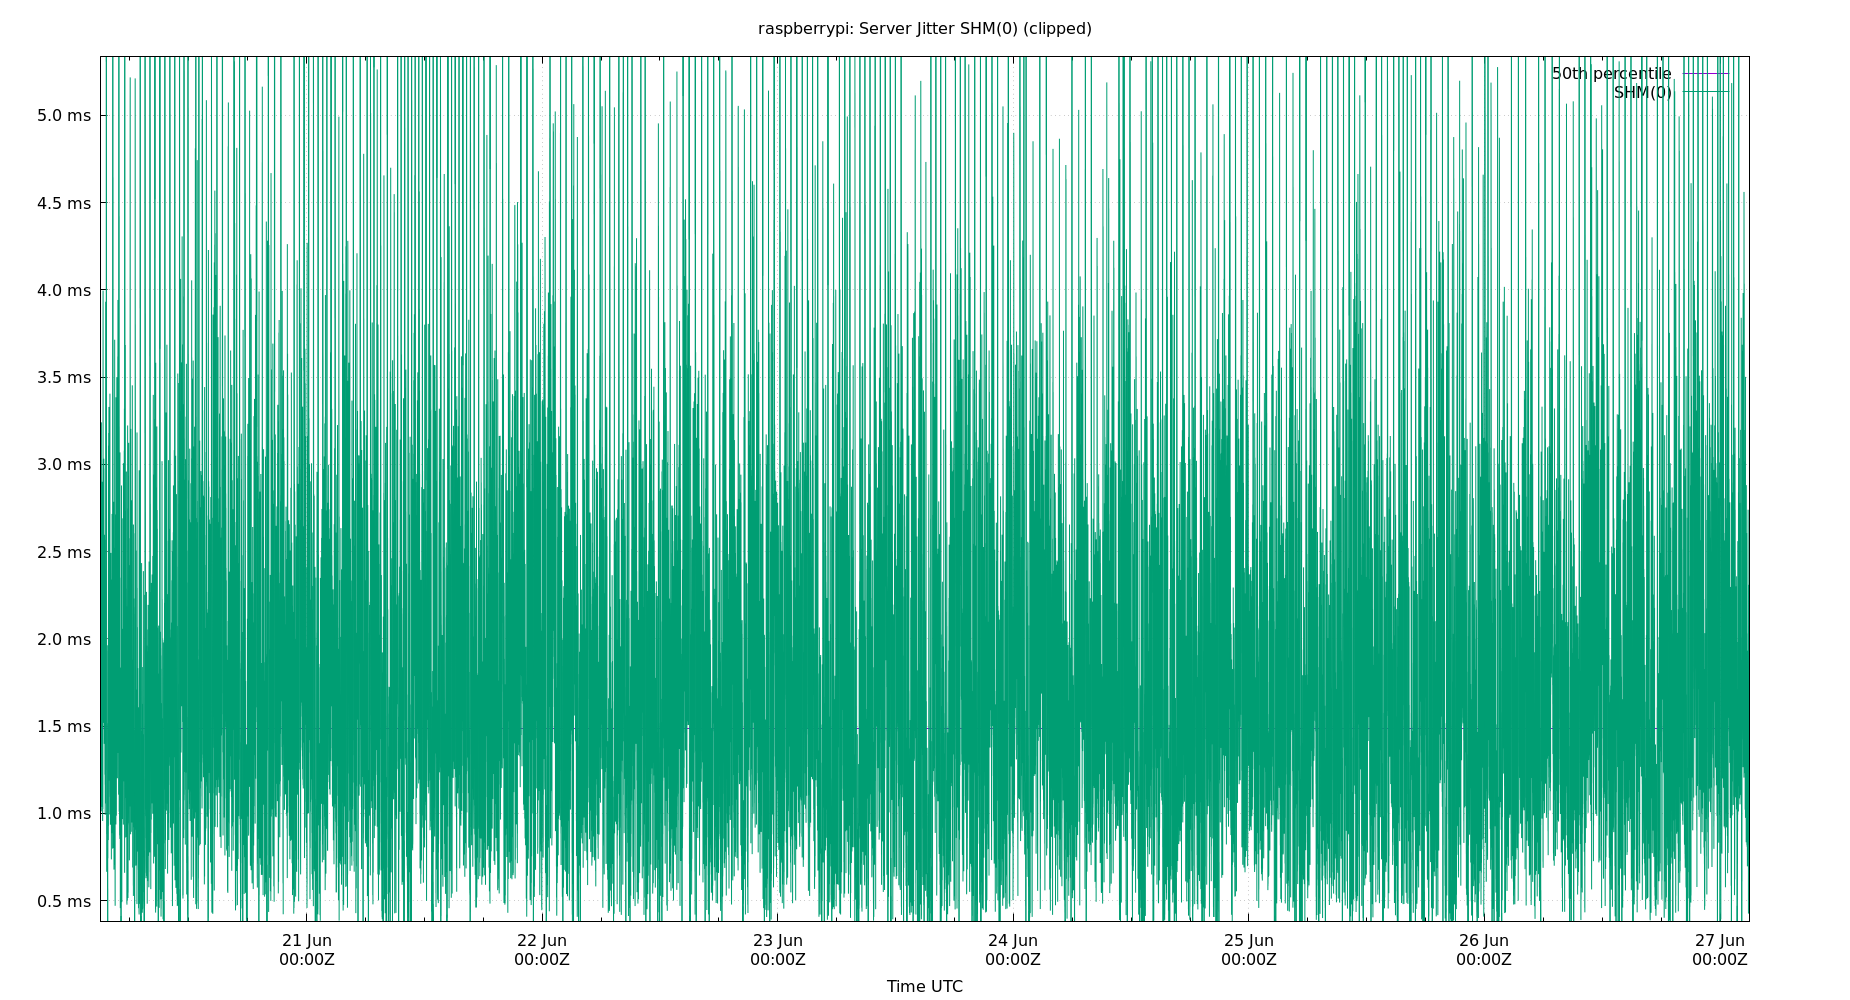 raspberrypi: Server Jitter SHM(0) (clipped)
50th percentile
SHM(0)
5.0 ms
4.5 ms
4.0 ms
3.5 ms
3.0 ms
2.5 ms
2.0 ms
1.5 ms
1.0 ms
0.5 ms
21 Jun 22 Jun 23 Jun 24 Jun 25 Jun 26 Jun 27 Jun
00:00Z 00:00Z 00:00Z 00:00Z 00:00Z 00:00Z 00:00Z
Time UTC